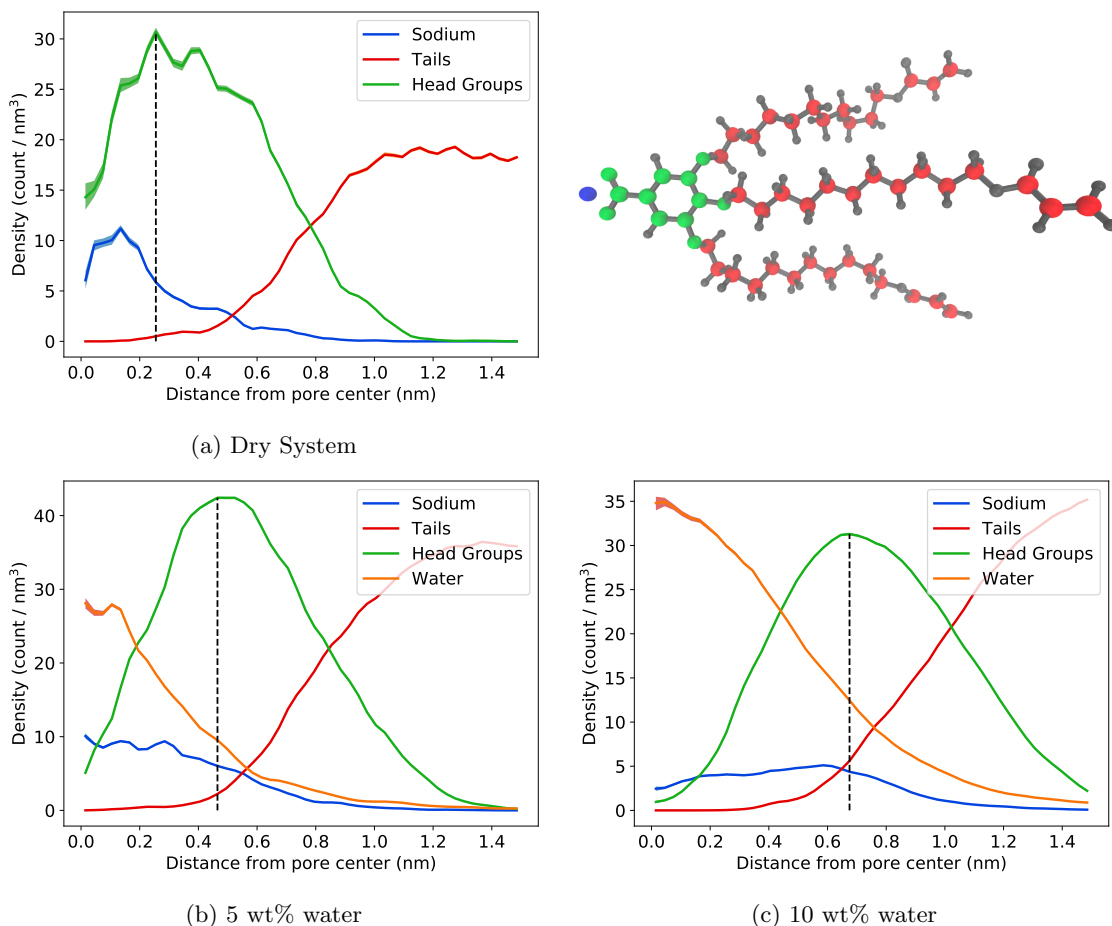 Density (count / nm³)
30
25
20
15
10
5
0
Sodium
Tails
Head Groups
0.0 0.2 0.4 0.6 0.8 1.0 1.2 1.4
Distance from pore center (nm)
(a) Dry System
Density (count / nm³)
40
30
20
10
0
Sodium
Tails
Head Groups
Water
0.0 0.2 0.4 0.6 0.8 1.0 1.2 1.4
Distance from pore center (nm)
(b) 5 wt% water
Density (count / nm³)
35
30
25
20
15
10
5
0
Sodium
Tails
Head Groups
Water
0.0 0.2 0.4 0.6 0.8 1.0 1.2 1.4
Distance from pore center (nm)
(c) 10 wt% water